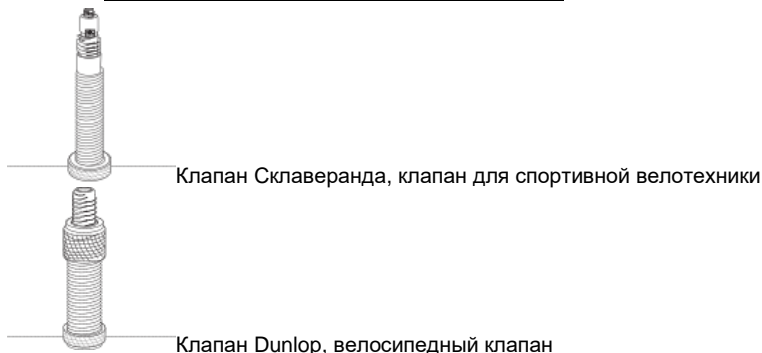 Клапан Склаверанда, клапан для спортивной велотехники
Клапан Dunlop, велосипедный клапан